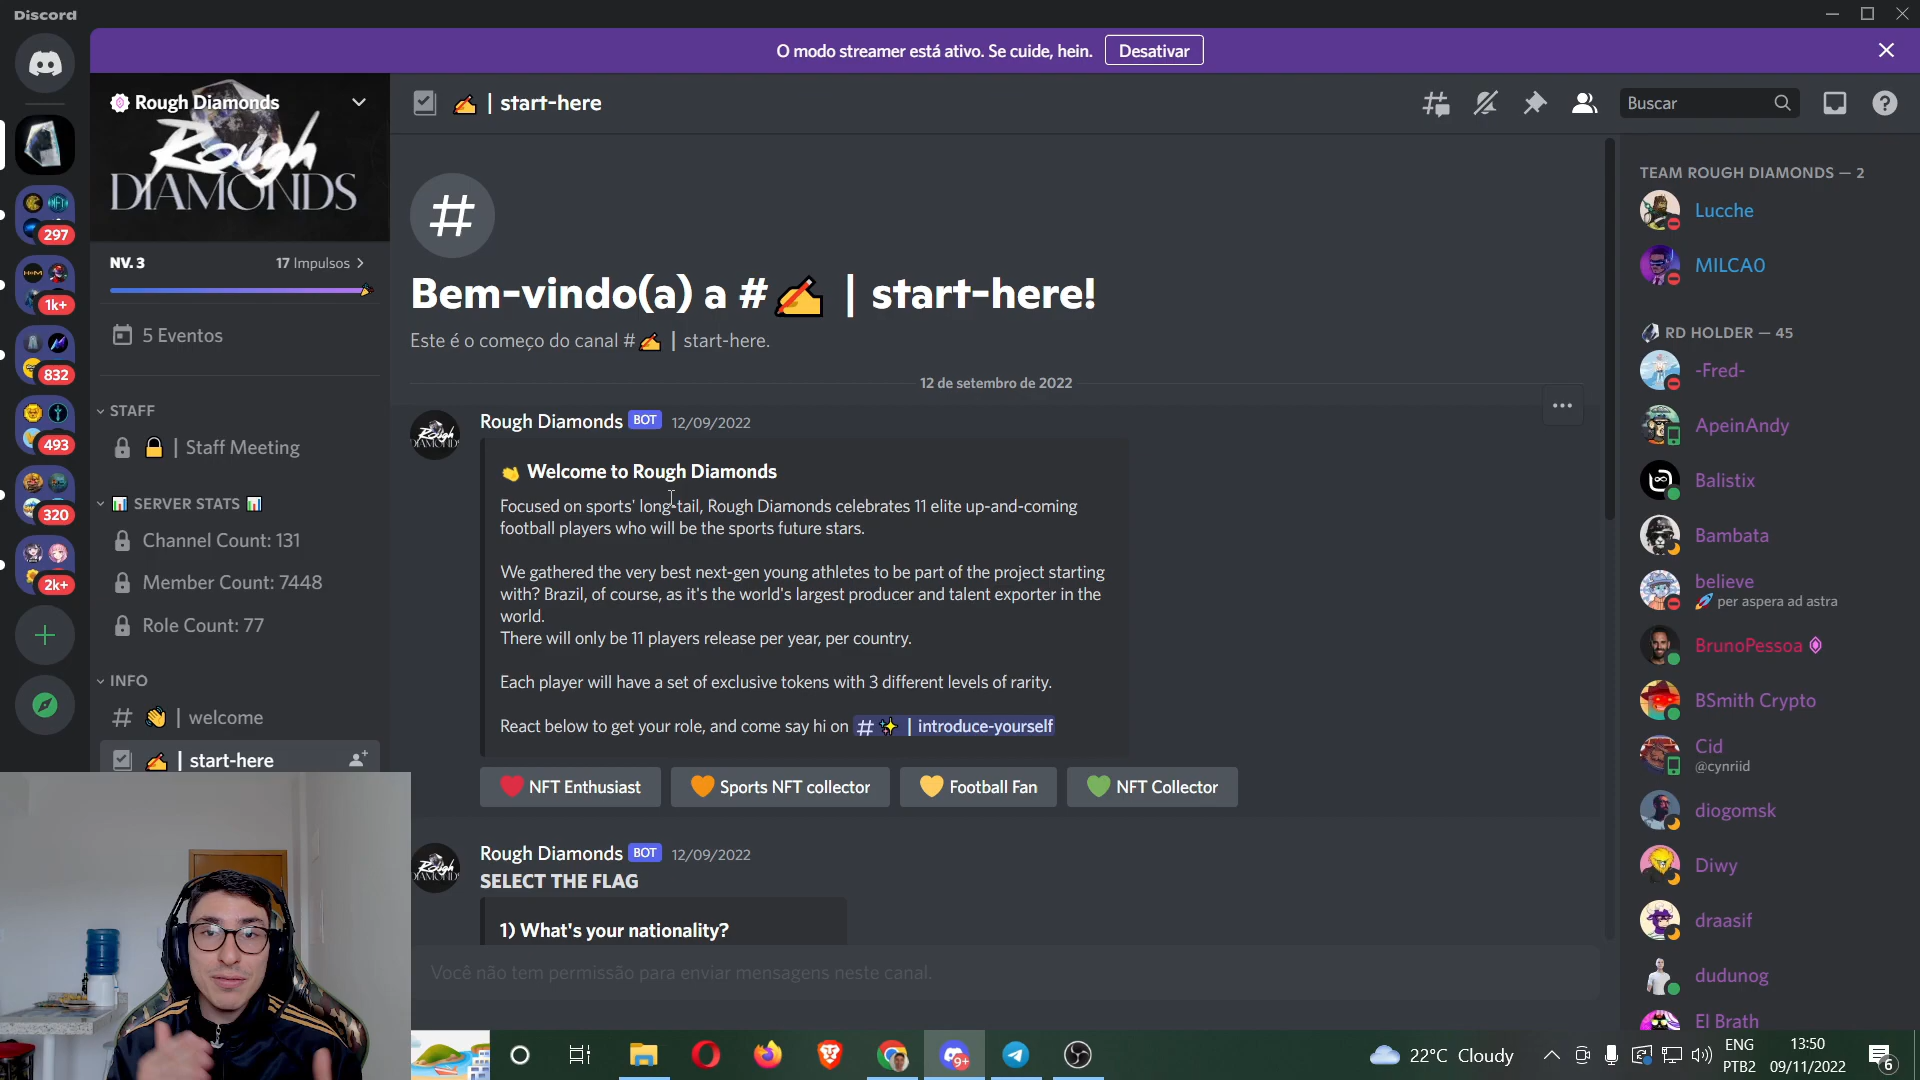 Discord
O modo streamer está ativo. Se cuide, hein. Desativar
Rough Diamonds
Rough
DIAMONDS
NV. 3 17 Impulsos
5 Eventos
STAFF
| Staff Meeting
SERVER STATS
Channel Count: 131
Member Count: 7448
Role Count: 77
INFO
# 👋 | welcome
✍ | start-here
297
1k+
832
493
320
2k+
✍ | start-here
Buscar
#
Bem-vindo(a) a #✍ | start-here!
Este é o começo do canal #✍ | start-here.
12 de setembro de 2022
Rough Diamonds BOT 12/09/2022
👏 Welcome to Rough Diamonds
Focused on sports' long-tail, Rough Diamonds celebrates 11 elite up-and-coming
football players who will be the sports future stars.
We gathered the very best next-gen young athletes to be part of the project starting
with? Brazil, of course, as it's the world's largest producer and talent exporter in the
world.
There will only be 11 players release per year, per country.
Each player will have a set of exclusive tokens with 3 different levels of rarity.
React below to get your role, and come say hi on # ✨ | introduce-yourself
❤ NFT Enthusiast 🧡 Sports NFT collector 💛 Football Fan 💚 NFT Collector
Rough Diamonds BOT 12/09/2022
SELECT THE FLAG
1) What's your nationality?
Você não tem permissão para enviar mensagens neste canal.
TEAM ROUGH DIAMONDS — 2
Lucche
MILCAO
RD HOLDER — 45
-Fred-
ApeinAndy
Balistix
Bambata
believe
🚀 per aspera ad astra
BrunoPessoa
BSmith Crypto
Cid
@cynriid
diogomsk
Diwy
draasif
dudunog
El Brath
9+
22°C Cloudy
ENG
PTB2
13:50
09/11/2022
6